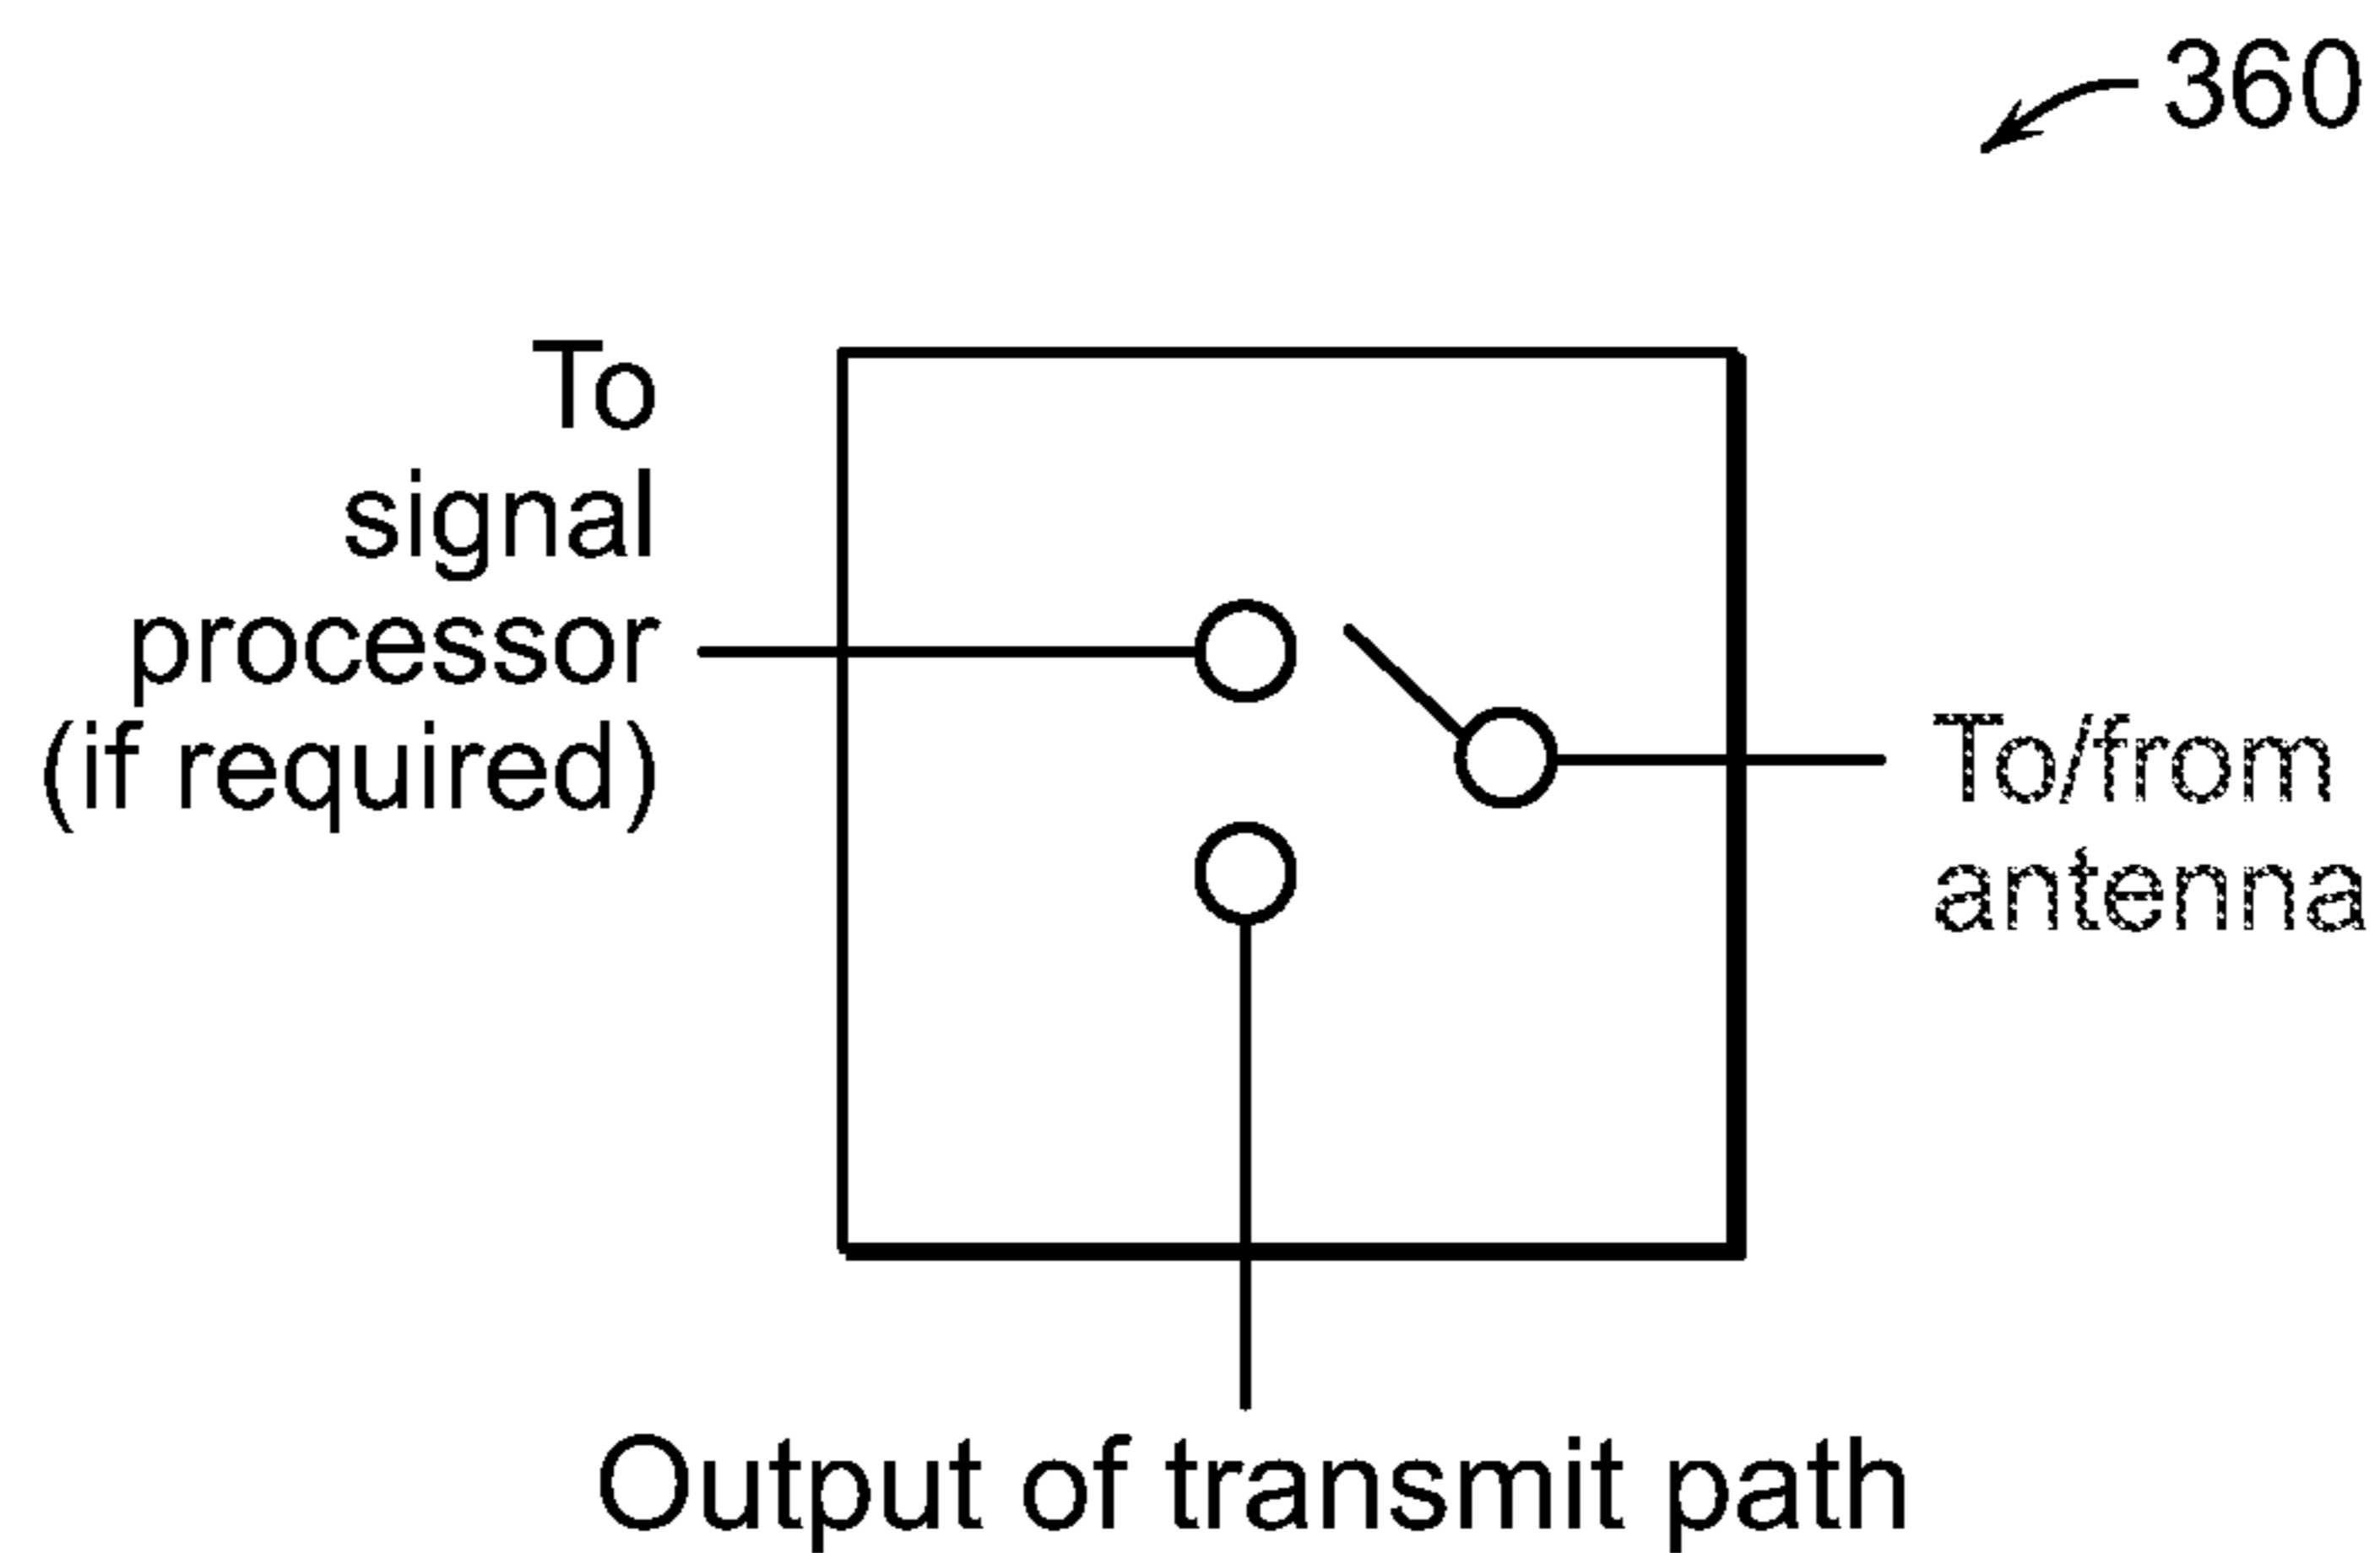 360
To
signal
processor
(if required)
To/from
antenna
Output of transmit path